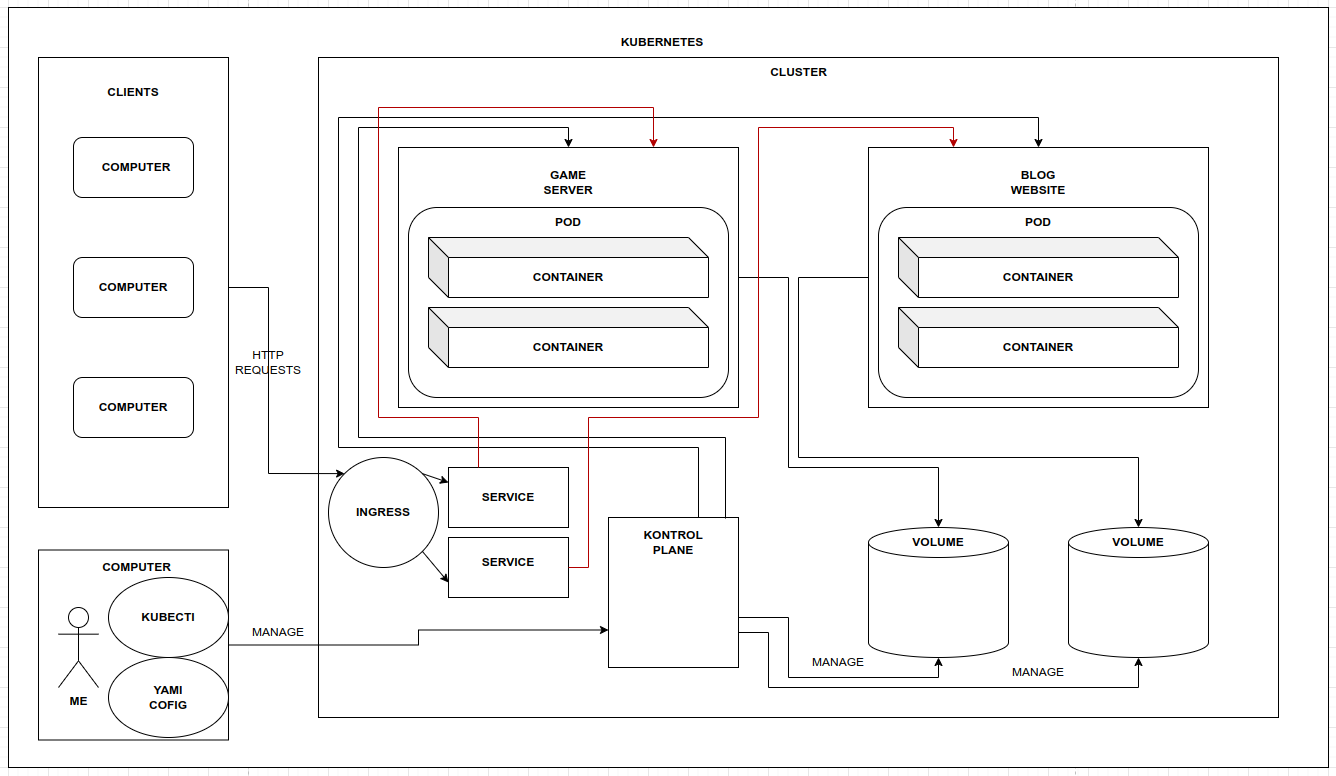 KUBERNETES
CLUSTER
CLIENTS
COMPUTER
COMPUTER
COMPUTER
HTTP
REQUESTS
GAME
SERVER
POD
CONTAINER
CONTAINER
BLOG
WEBSITE
POD
CONTAINER
CONTAINER
INGRESS
SERVICE
SERVICE
KONTROL
PLANE
VOLUME
VOLUME
MANAGE
MANAGE
COMPUTER
KUBECTI
YAMI
COFIG
ME
MANAGE